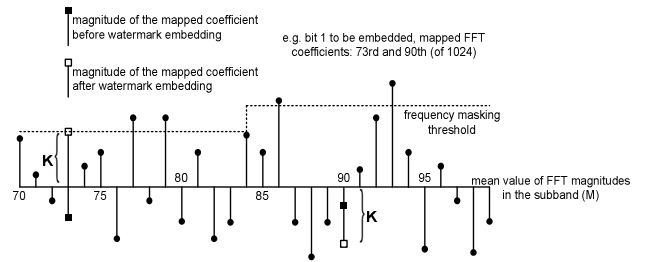 magnitude of the mapped coefficient
before watermark embedding
e.g. bit 1 to be embedded, mapped FFT
coefficients: 73rd and 90th (of 1024)
magnitude of the mapped coefficient
after watermark embedding
frequency masking
threshold
K
70 75 80 85 90 95
mean value of FFT magnitudes
in the subband (M)
K